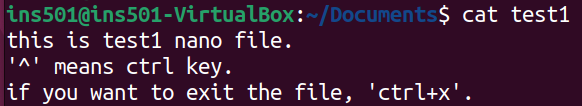 ins501@ins501-VirtualBox:~/Documents$ cat test1
this is test1 nano file.
'^' means ctrl key.
if you want to exit the file, 'ctrl+x'.